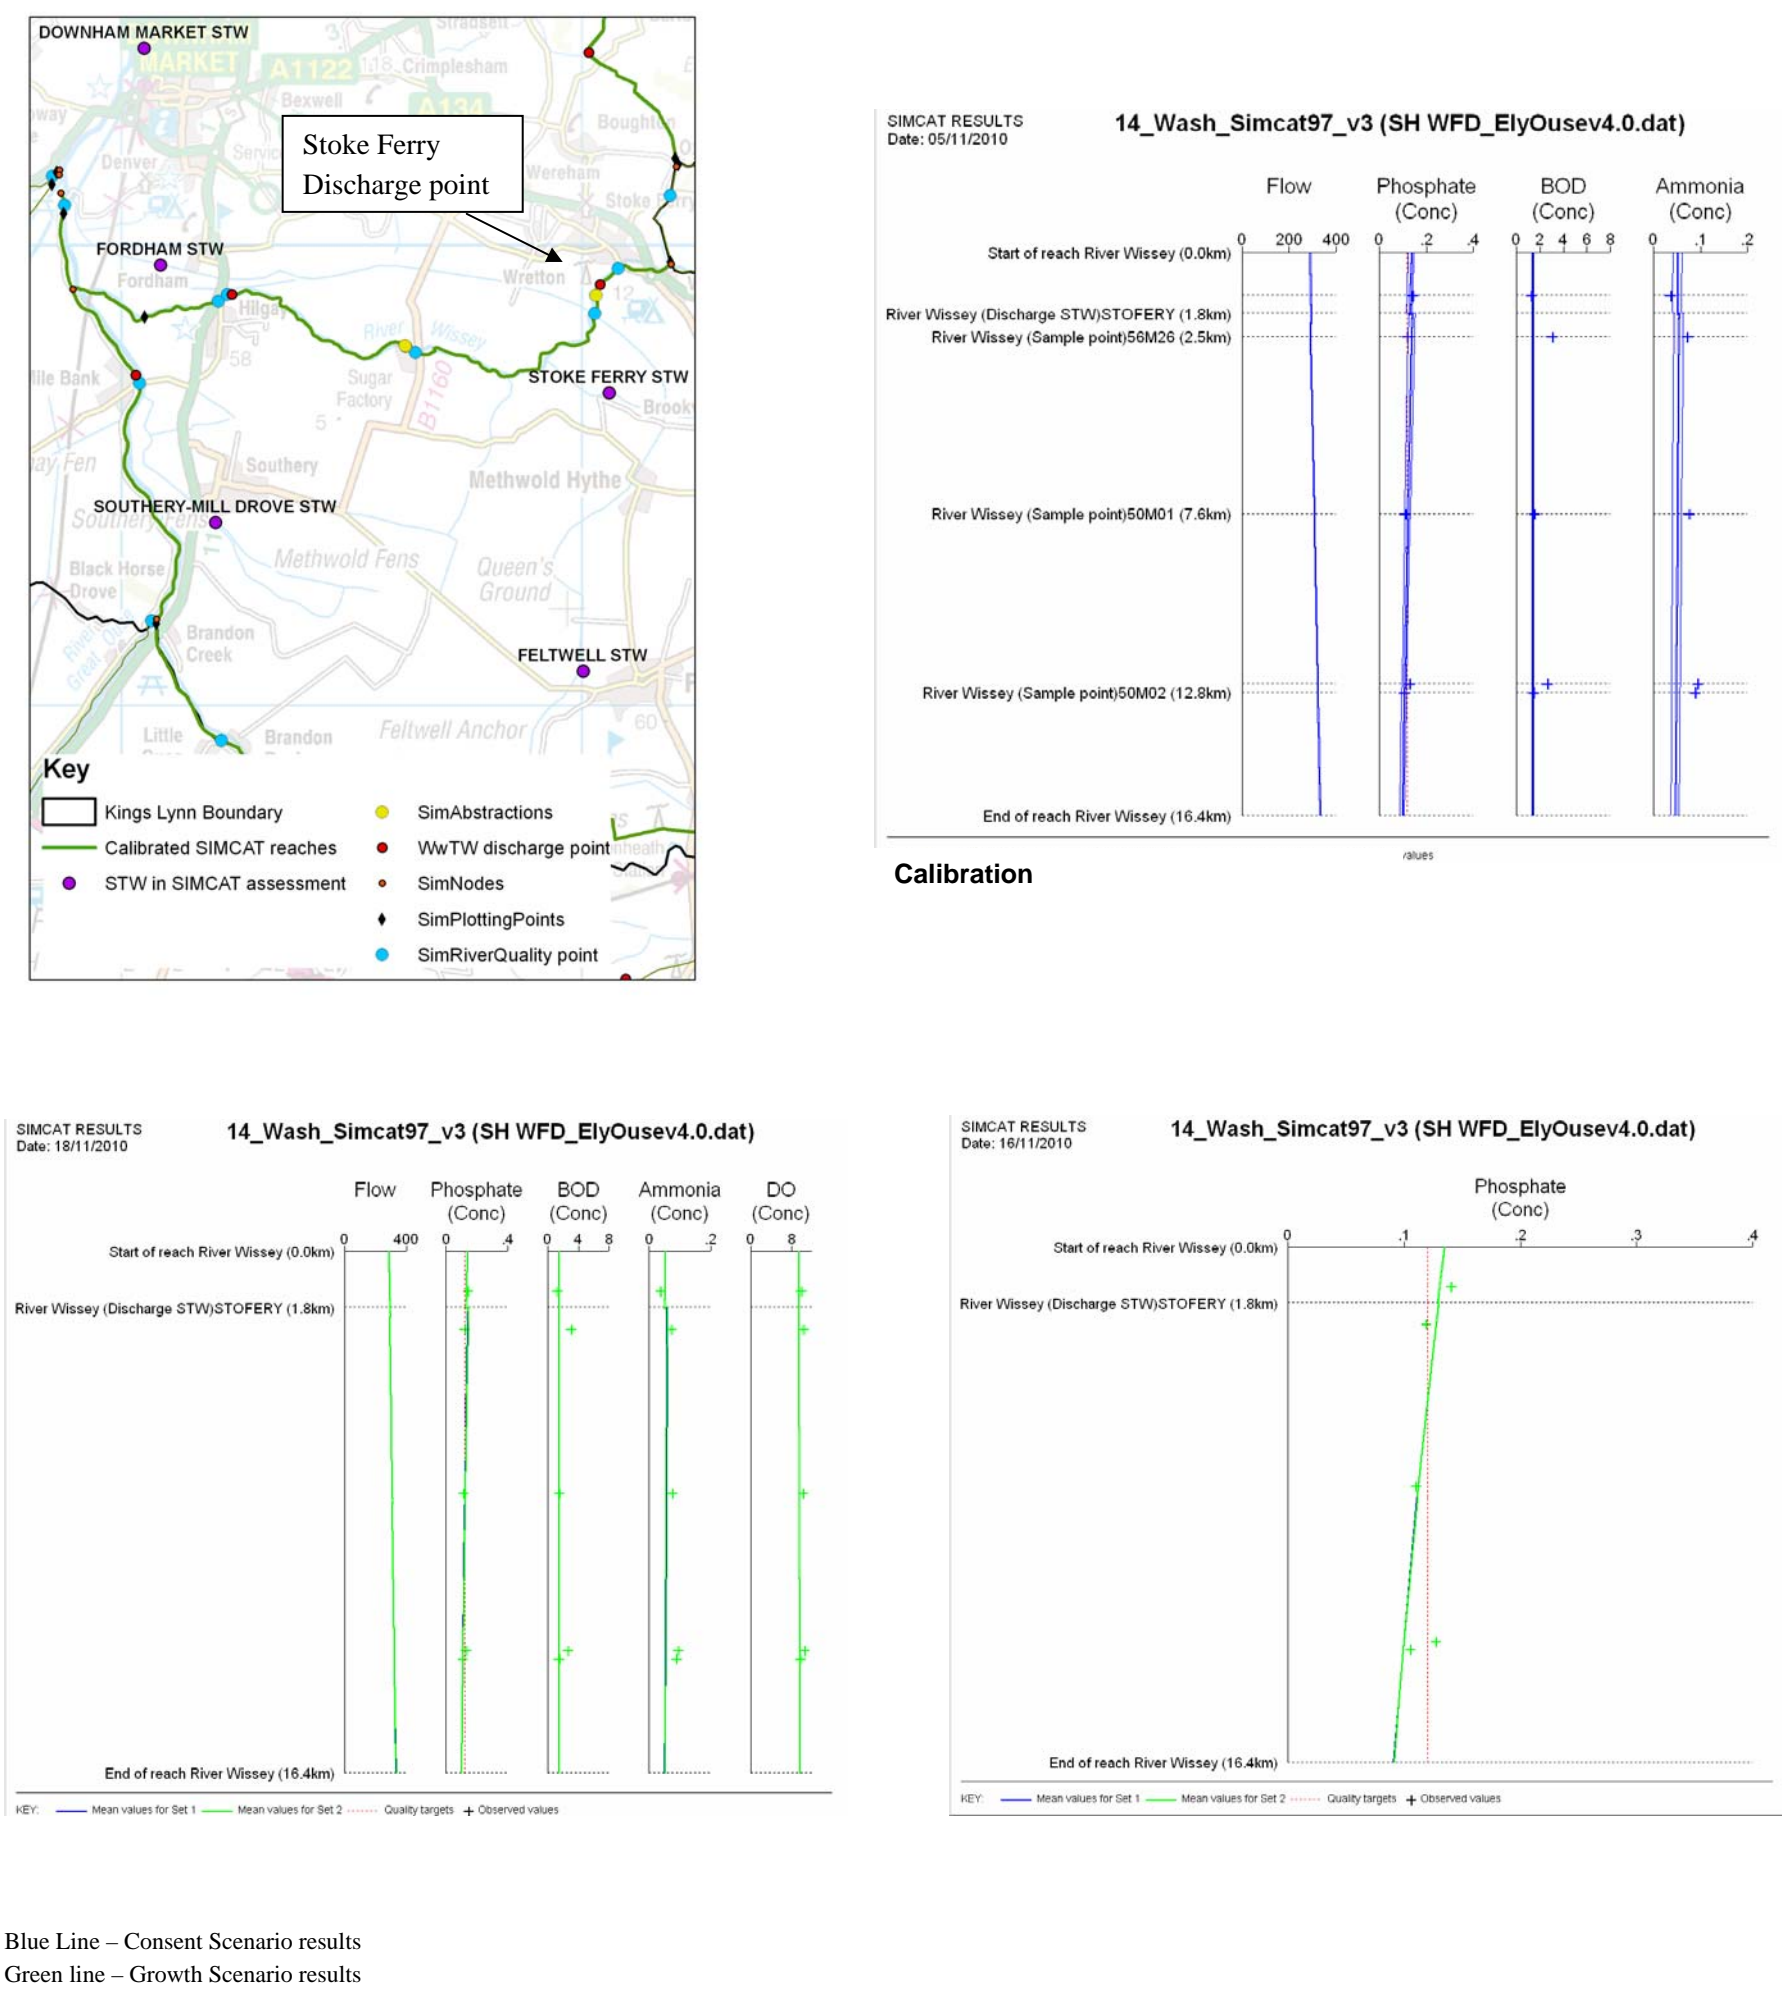 DOWNHAM MARKET STW
Stradsett
MARKET
A1122
118
Crimplesham
Bexwell
A134
Boughton
Stoke Ferry
Discharge point
Denver
Wereham
Stoke Ferry
FORDHAM STW
Fordham
Wretton
12
Hilgay
58
River Wissey
Sugar
Factory
B1160
STOKE FERRY STW
5
Southery
Methwold Hythe
SOUTHERY-MILL DROVE STW
Southery Fens
Methwold Fens
Queen's
Ground
Black Horse
Drove
Brandon
Creek
FELTWELL STW
Feltwell Anchor
60
Little
Brandon
Key
Kings Lynn Boundary
Calibrated SIMCAT reaches
STW in SIMCAT assessment
SimAbstractions
WwTW discharge point
SimNodes
SimPlottingPoints
SimRiverQuality point
SIMCAT RESULTS
Date: 05/11/2010
14_Wash_Simcat97_v3 (SH WFD_ElyOusev4.0.dat)
Flow Phosphate BOD Ammonia
(Conc) (Conc) (Conc)
0 200 400 0 .2 .4 0 2 4 6 8 0 .1 .2
Start of reach River Wissey (0.0km)
River Wissey (Discharge STW)STOFERY (1.8km)
River Wissey (Sample point)56M26 (2.5km)
River Wissey (Sample point)50M01 (7.6km)
River Wissey (Sample point)50M02 (12.8km)
End of reach River Wissey (16.4km)
values
Calibration
SIMCAT RESULTS
Date: 18/11/2010
14_Wash_Simcat97_v3 (SH WFD_ElyOusev4.0.dat)
Flow Phosphate BOD Ammonia DO
(Conc) (Conc) (Conc) (Conc)
0 400 0 .4 0 4 8 0 .2 0 8
Start of reach River Wissey (0.0km)
River Wissey (Discharge STW)STOFERY (1.8km)
End of reach River Wissey (16.4km)
KEY: Mean values for Set 1 Mean values for Set 2 Quality targets Observed values
SIMCAT RESULTS
Date: 16/11/2010
14_Wash_Simcat97_v3 (SH WFD_ElyOusev4.0.dat)
Phosphate
(Conc)
0 .1 .2 .3 .4
Start of reach River Wissey (0.0km)
River Wissey (Discharge STW)STOFERY (1.8km)
End of reach River Wissey (16.4km)
KEY: Mean values for Set 1 Mean values for Set 2 Quality targets Observed values
Blue Line – Consent Scenario results
Green line – Growth Scenario results